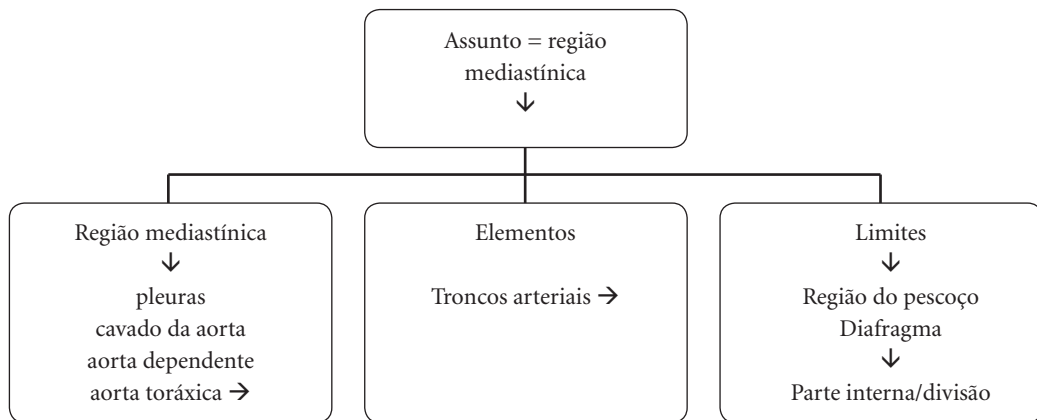 Assunto = região
mediastínica
↓
Região mediastínica
↓
pleuras
cavado da aorta
aorta dependente
aorta toráxica →
Elementos
Troncos arteriais →
Limites
↓
Região do pescoço
Diafragma
↓
Parte interna/divisão